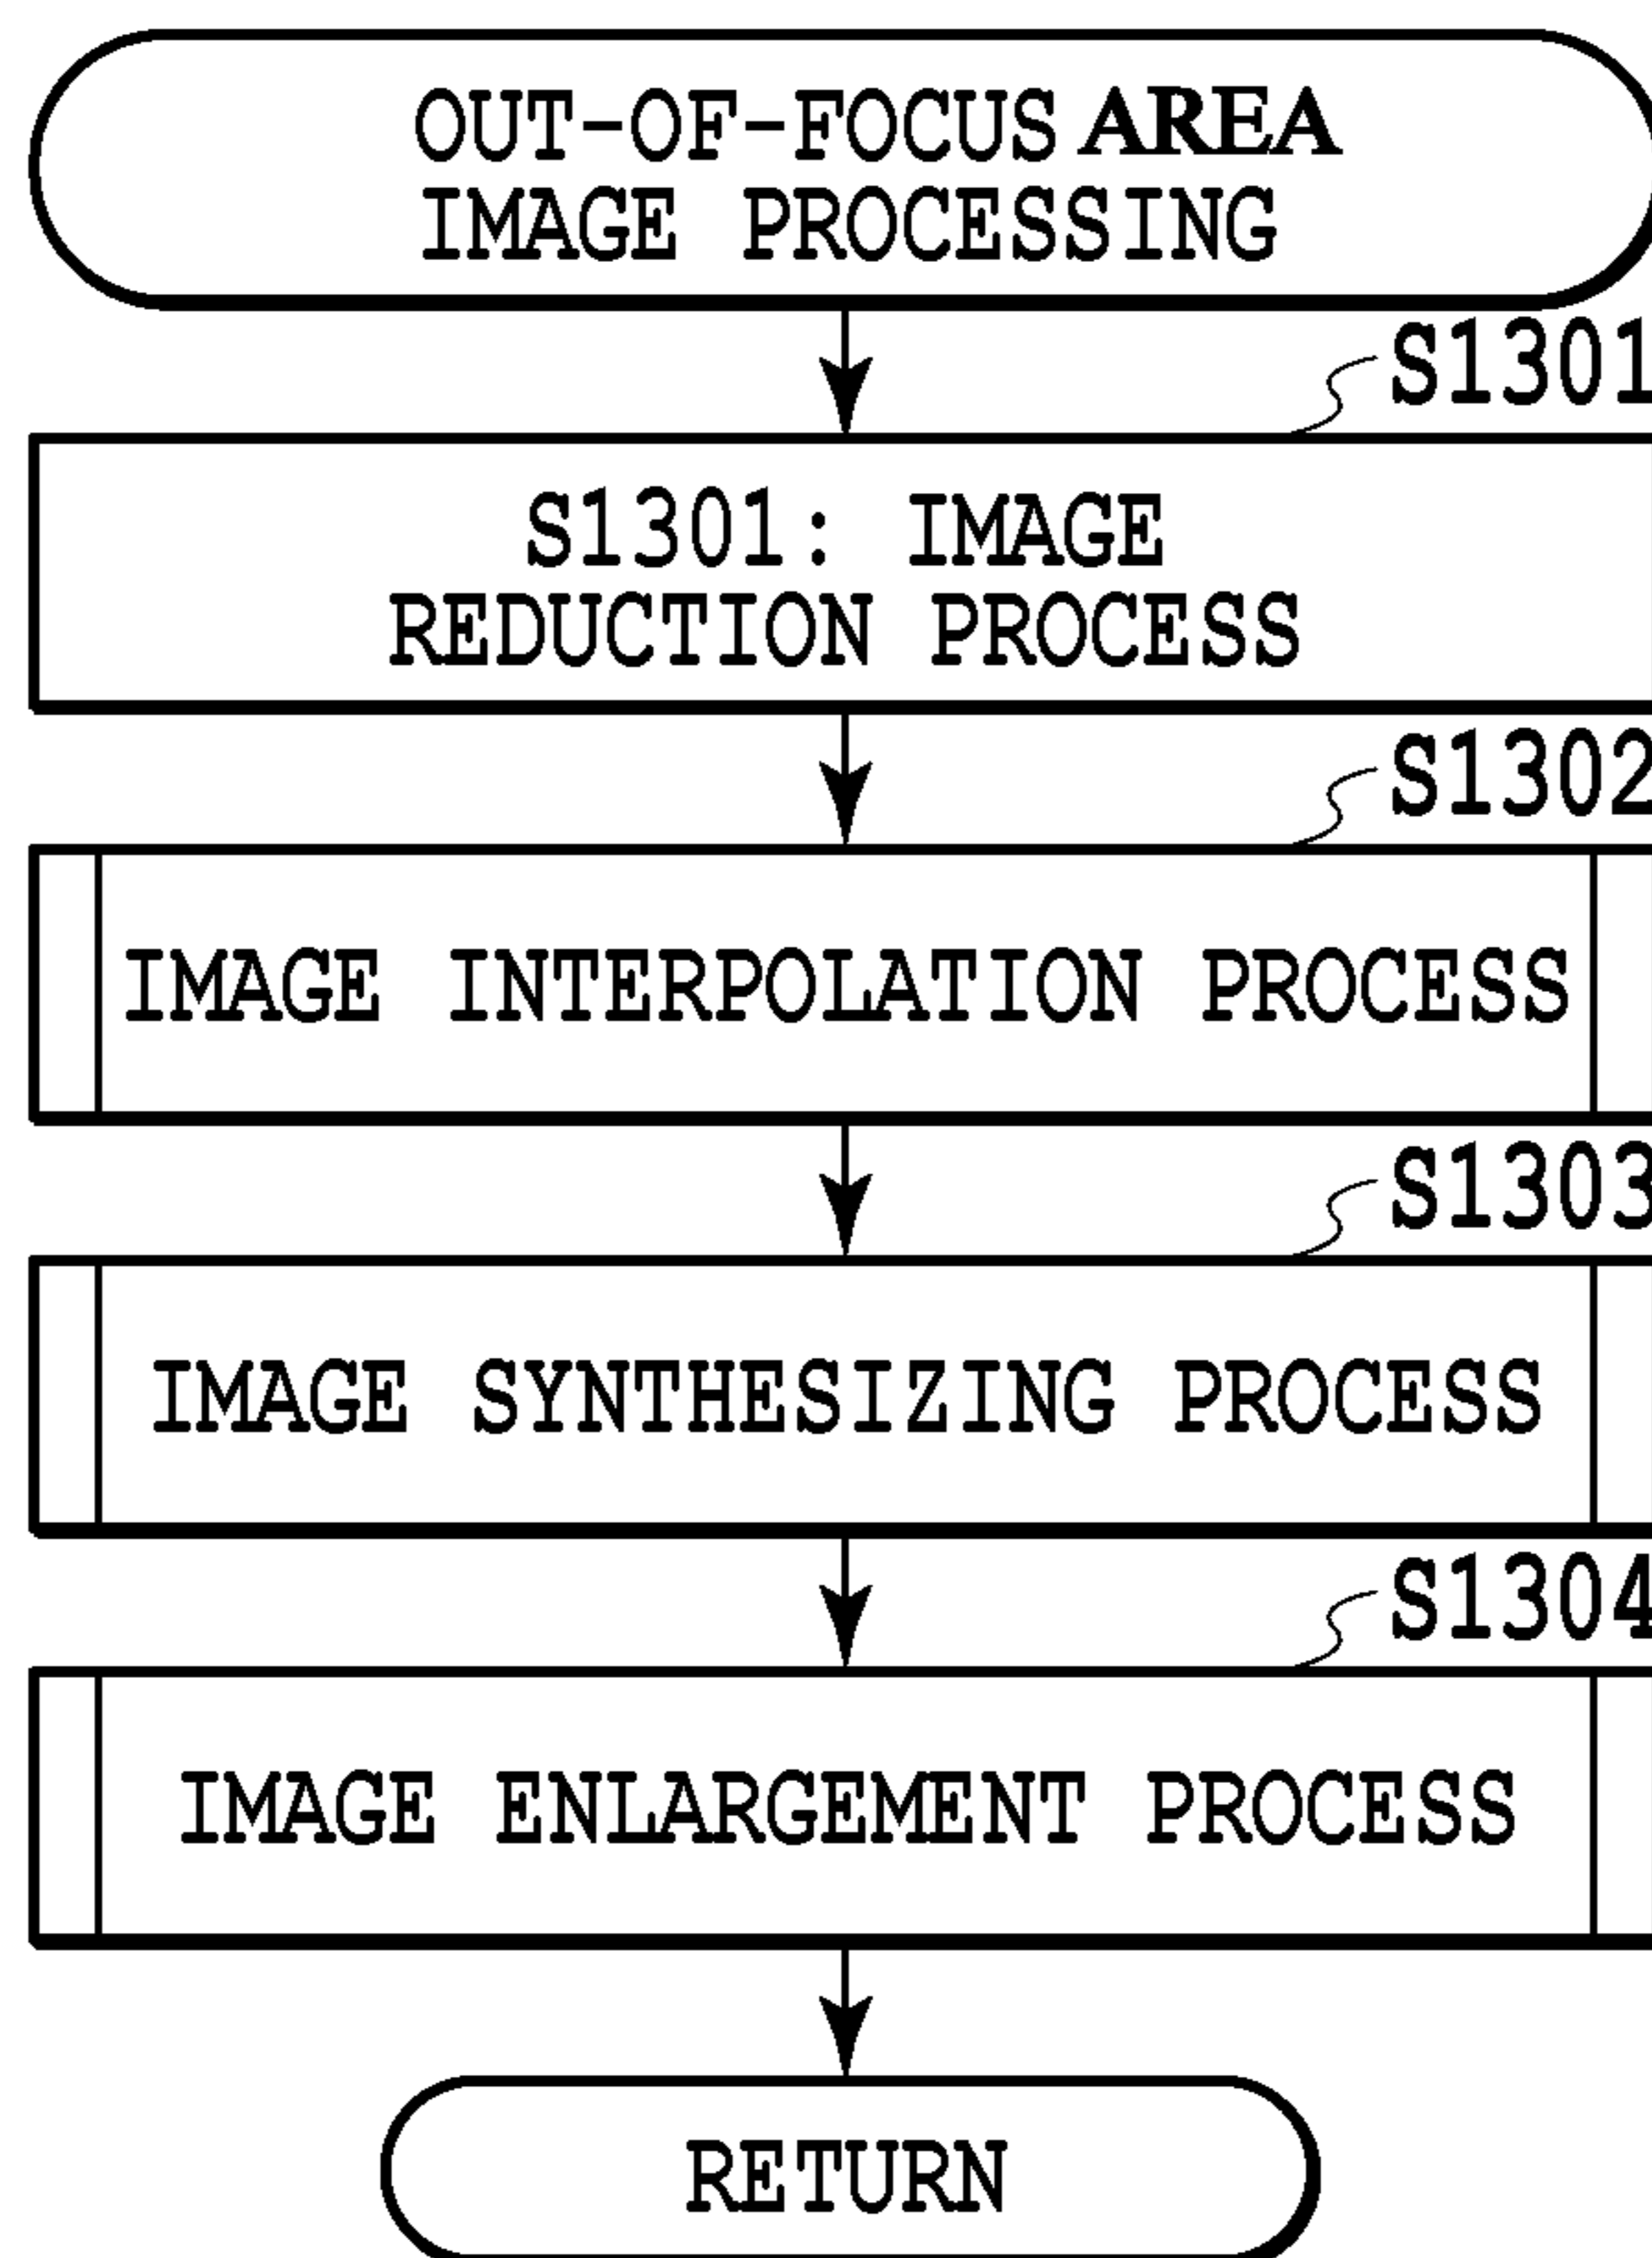 OUT-OF-FOCUS AREA
IMAGE PROCESSING
S1301
S1301: IMAGE
REDUCTION PROCESS
S1302
IMAGE INTERPOLATION PROCESS
S1303
IMAGE SYNTHESIZING PROCESS
S1304
IMAGE ENLARGEMENT PROCESS
RETURN